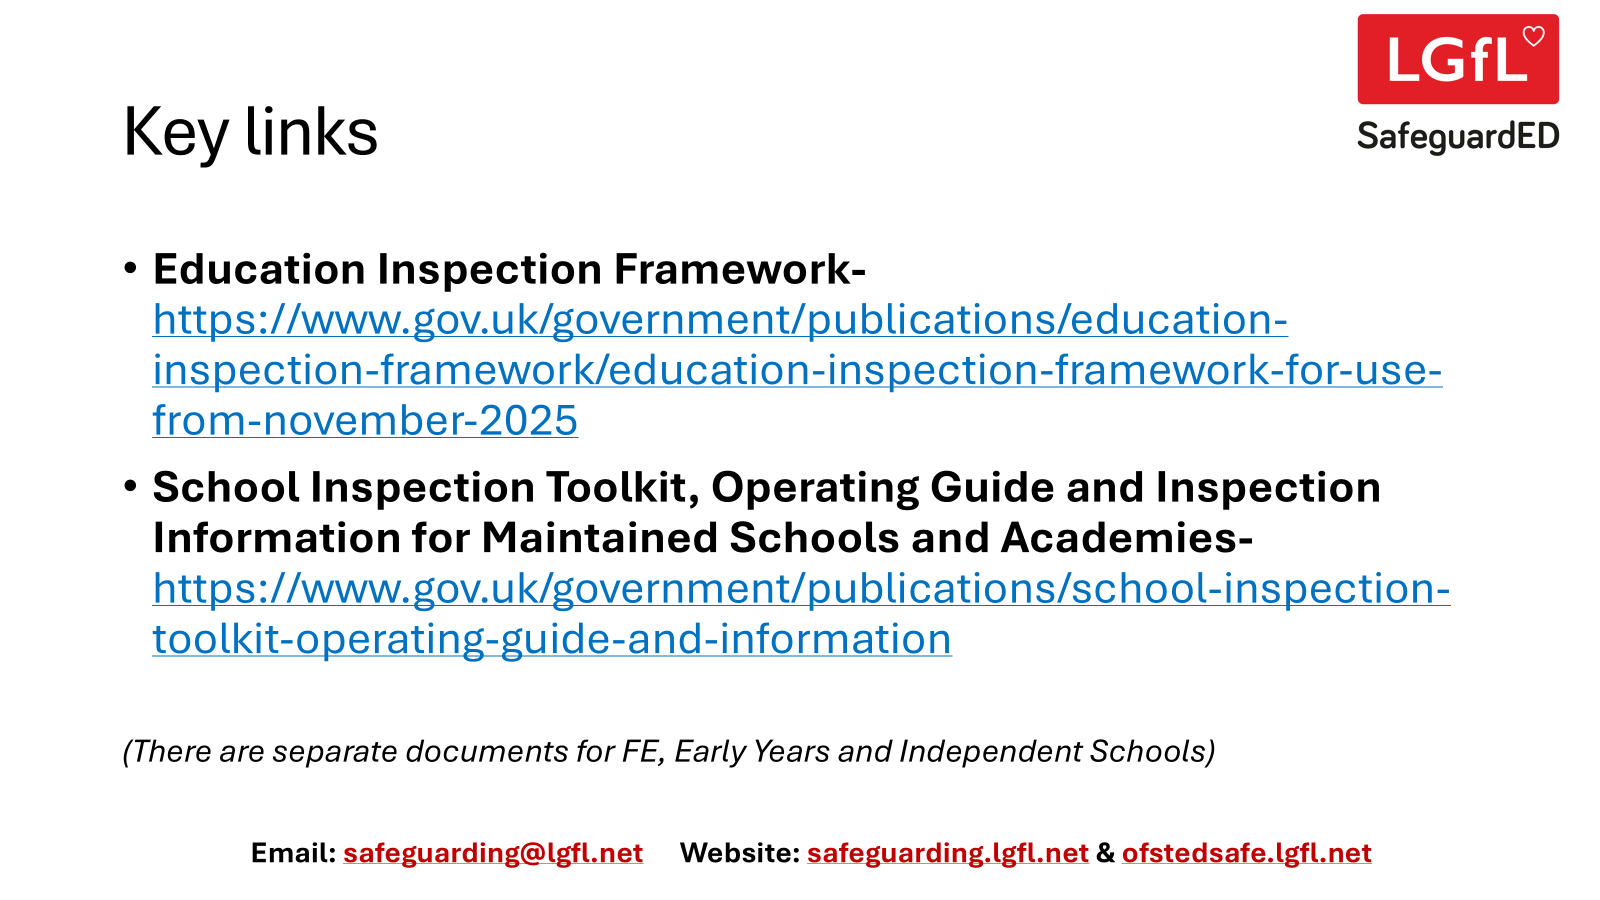 LGfL
SafeguardED
Key links
• Education Inspection Framework-
https://www.gov.uk/government/publications/education-
inspection-framework/education-inspection-framework-for-use-
from-november-2025
• School Inspection Toolkit, Operating Guide and Inspection
Information for Maintained Schools and Academies-
https://www.gov.uk/government/publications/school-inspection-
toolkit-operating-guide-and-information
(There are separate documents for FE, Early Years and Independent Schools)
Email: safeguarding@lgfl.net Website: safeguarding.lgfl.net & ofstedsafe.lgfl.net